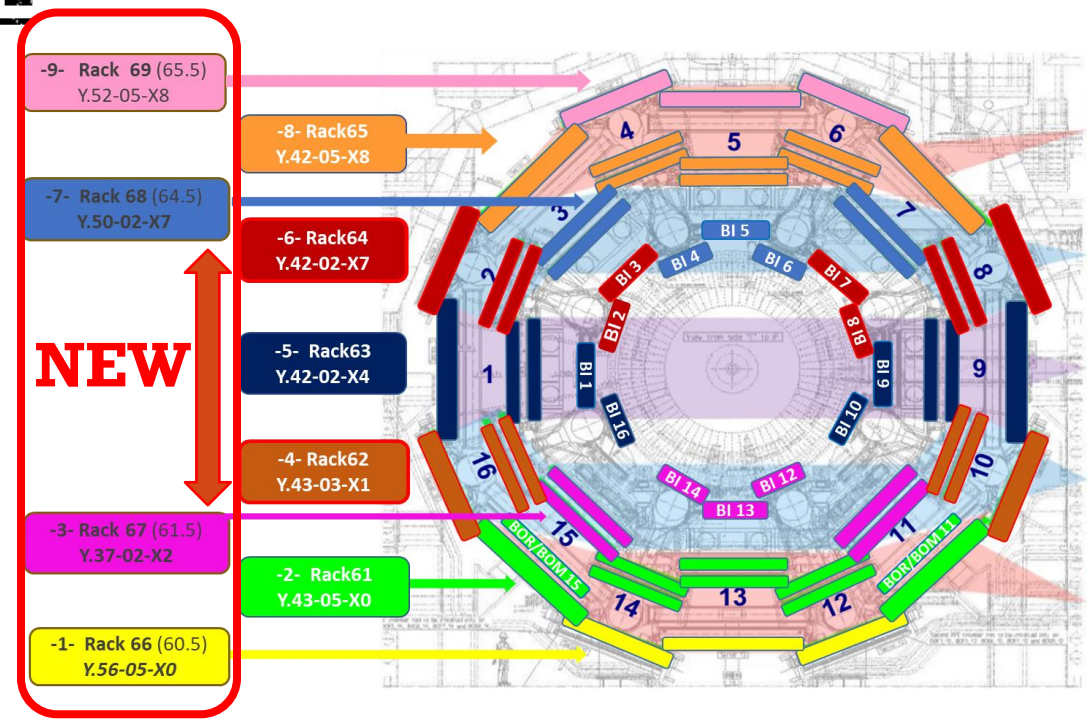 -9- Rack 69 (65.5)
Y.52-05-X8
-8- Rack65
Y.42-05-X8
-7- Rack 68 (64.5)
Y.50-02-X7
-6- Rack64
Y.42-02-X7
NEW
-5- Rack63
Y.42-02-X4
-4- Rack62
Y.43-03-X1
-3- Rack 67 (61.5)
Y.37-02-X2
-2- Rack61
Y.43-05-X0
-1- Rack 66 (60.5)
Y.56-05-X0
4
5
6
3
7
2
8
1
9
16
10
15
11
14
13
12
BI 5
BI 4
BI 6
BI 3
BI 7
BI 2
BI 8
BI 1
BI 9
BI 16
BI 10
BI 14
BI 12
BI 13
BOR/BOM 15
BOR/BOM 11
View from side "C" to IP